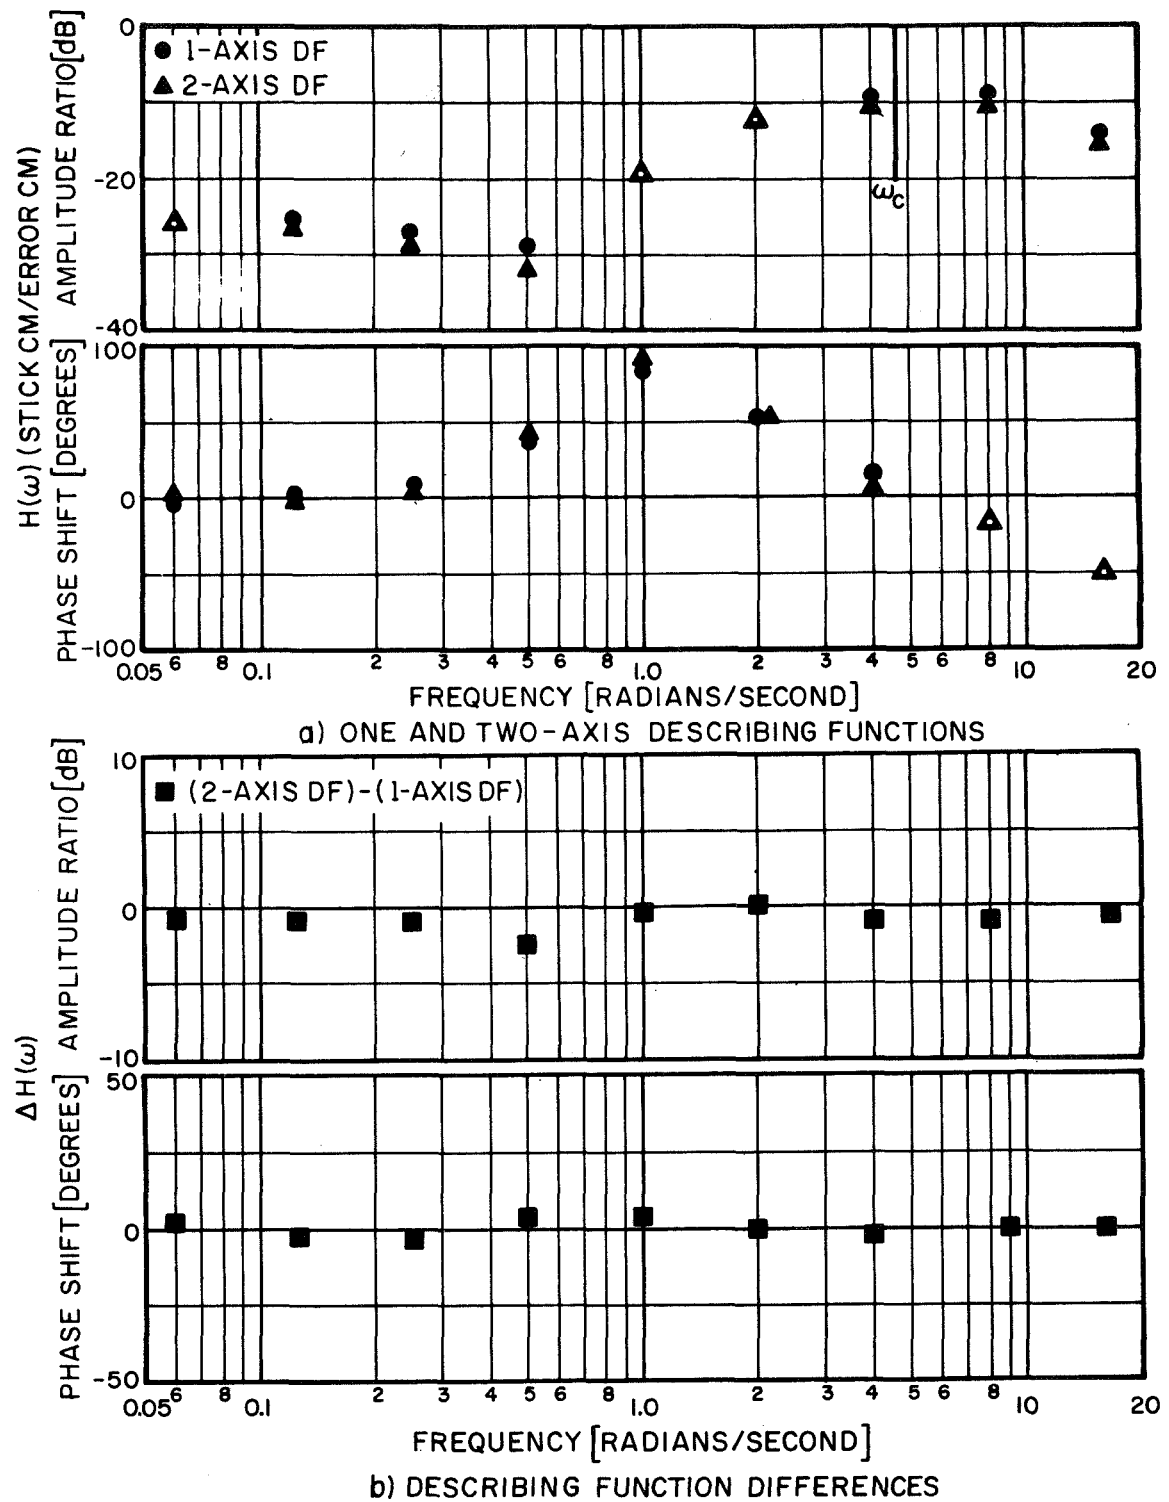 H(ω) (STICK CM/ERROR CM)
AMPLITUDE RATIO[dB]
0
-20
-40
● 1-AXIS DF
▲ 2-AXIS DF
ωc
PHASE SHIFT [DEGREES]
100
0
-100
0.05 6 8 0.1 2 3 4 5 6 8 1.0 2 3 4 5 6 8 10 20
FREQUENCY [RADIANS/SECOND]
a) ONE AND TWO-AXIS DESCRIBING FUNCTIONS
ΔH(ω)
AMPLITUDE RATIO[dB]
10
0
-10
■ (2-AXIS DF)-(1-AXIS DF)
PHASE SHIFT [DEGREES]
50
0
-50
0.05 6 8 0.1 2 3 4 5 6 8 1.0 2 3 4 5 6 8 10 20
FREQUENCY [RADIANS/SECOND]
b) DESCRIBING FUNCTION DIFFERENCES